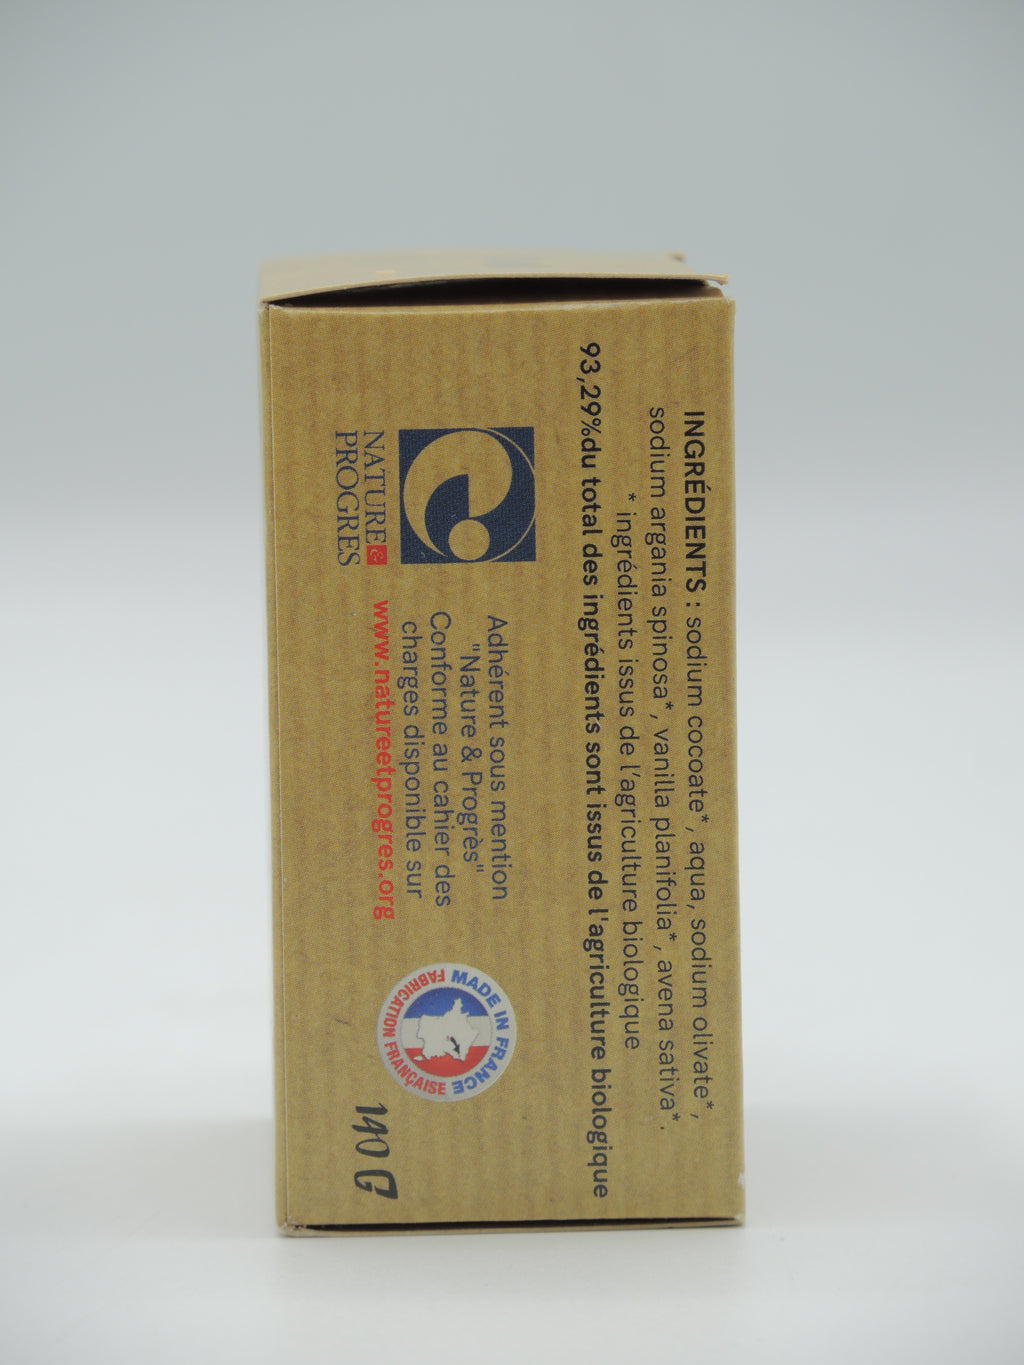 INGRÉDIENTS : sodium cocoate*, aqua, sodium olivate*,
sodium argania spinosa*, vanilla planifolia*, avena sativa*.
* ingrédients issus de l'agriculture biologique
93,29%du total des ingrédients sont issus de l'agriculture biologique
NATURE &
PROGRES
Adhérent sous mention
"Nature & Progrès"
Conforme au cahier des
charges disponible sur
www.natureetprogres.org
MADE IN FRANCE
FABRICATION FRANÇAISE
140 G